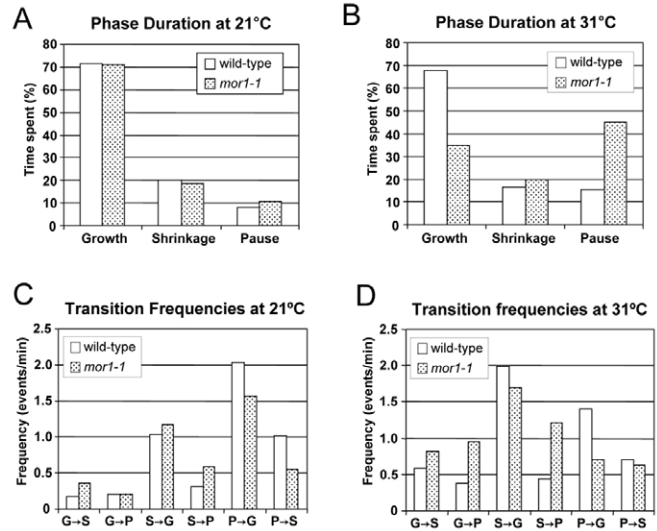 A
Phase Duration at 21°C
Time spent (%)
80
70
60
50
40
30
20
10
0
wild-type
mor1-1
Growth Shrinkage Pause
B
Phase Duration at 31°C
Time spent (%)
80
70
60
50
40
30
20
10
0
wild-type
mor1-1
Growth Shrinkage Pause
C
Transition Frequencies at 21ºC
Frequency (events/min)
2.5
2.0
1.5
1.0
0.5
0
wild-type
mor1-1
G→S G→P S→G S→P P→G P→S
D
Transition frequencies at 31ºC
Frequency (events/min)
2.5
2.0
1.5
1.0
0.5
0
wild-type
mor1-1
G→S G→P S→G S→P P→G P→S